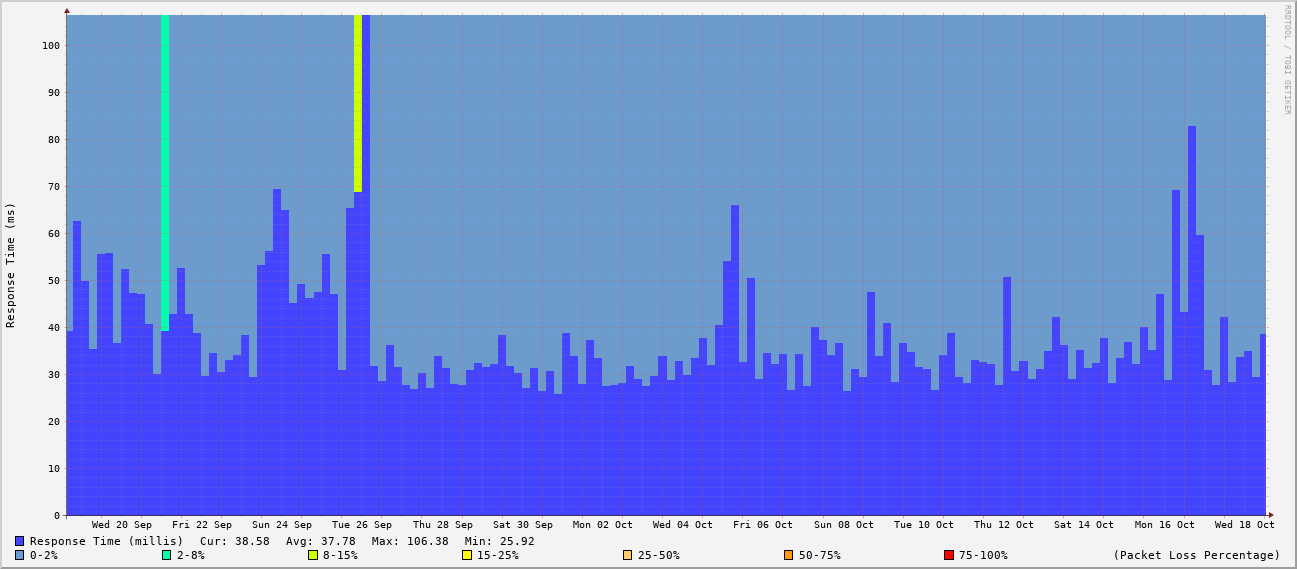 RRDTOOL / TOBI OETIKER
Response Time (ms)
100
90
80
70
60
50
40
30
20
10
0
Wed 20 Sep Fri 22 Sep Sun 24 Sep Tue 26 Sep Thu 28 Sep Sat 30 Sep Mon 02 Oct Wed 04 Oct Fri 06 Oct Sun 08 Oct Tue 10 Oct Thu 12 Oct Sat 14 Oct Mon 16 Oct Wed 18 Oct
Response Time (millis) Cur: 38.58 Avg: 37.78 Max: 106.38 Min: 25.92
0-2% 2-8% 8-15% 15-25% 25-50% 50-75% 75-100% (Packet Loss Percentage)